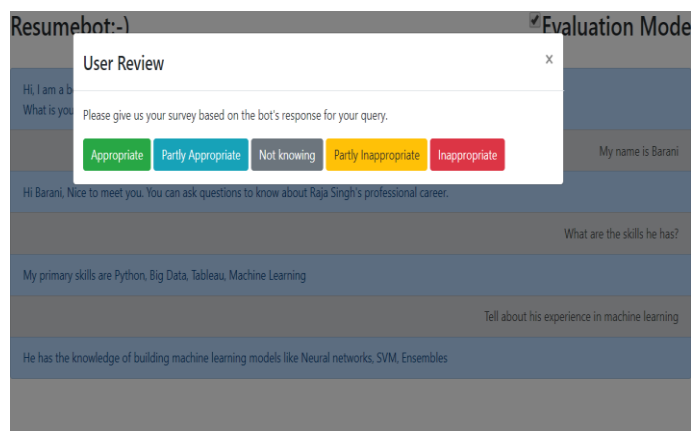 Resumebot:-)
Evaluation Mode
User Review
x
Hi, I am a b
What is you
Please give us your survey based on the bot's response for your query.
Appropriate Partly Appropriate Not knowing Partly Inappropriate Inappropriate
My name is Barani
Hi Barani, Nice to meet you. You can ask questions to know about Raja Singh's professional career.
What are the skills he has?
My primary skills are Python, Big Data, Tableau, Machine Learning
Tell about his experience in machine learning
He has the knowledge of building machine learning models like Neural networks, SVM, Ensembles